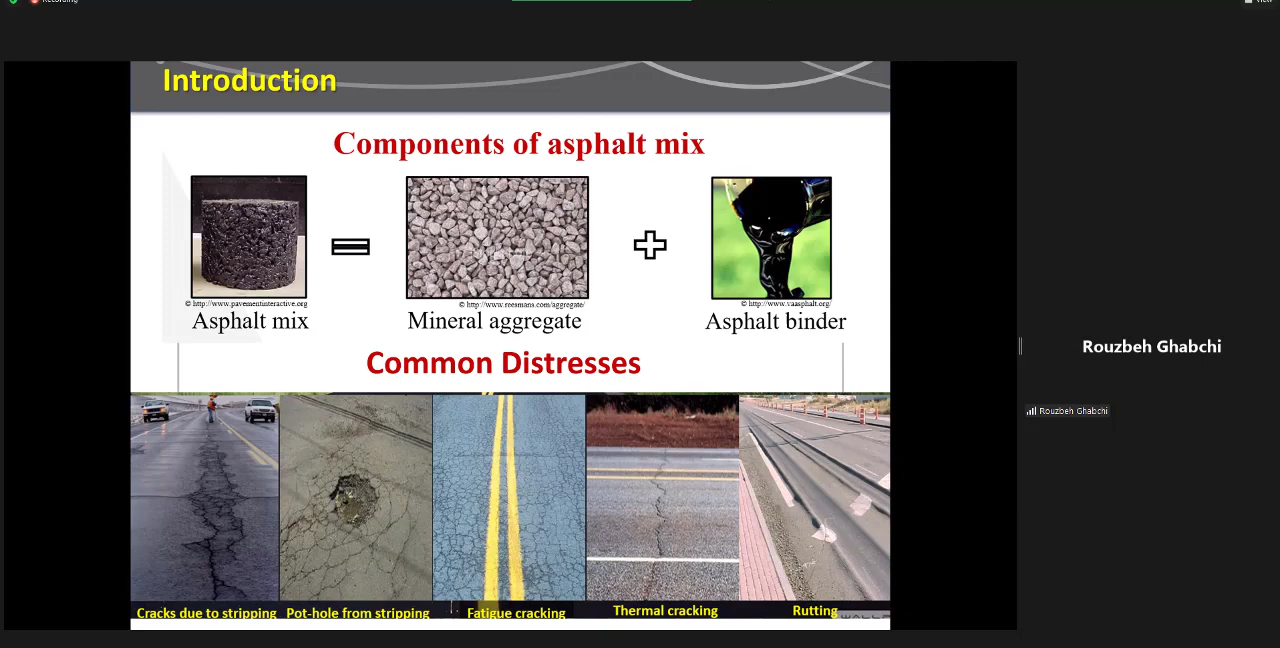 Recording
View
Introduction
Components of asphalt mix
© http://www.pavementinteractive.org
© http://www.reesmans.com/aggregate/
© http://www.vaasphalt.org/
Asphalt mix
Mineral aggregate
Asphalt binder
Common Distresses
Cracks due to stripping
Pot-hole from stripping
Fatigue cracking
Thermal cracking
Rutting
Rouzbeh Ghabchi
Rouzbeh Ghabchi